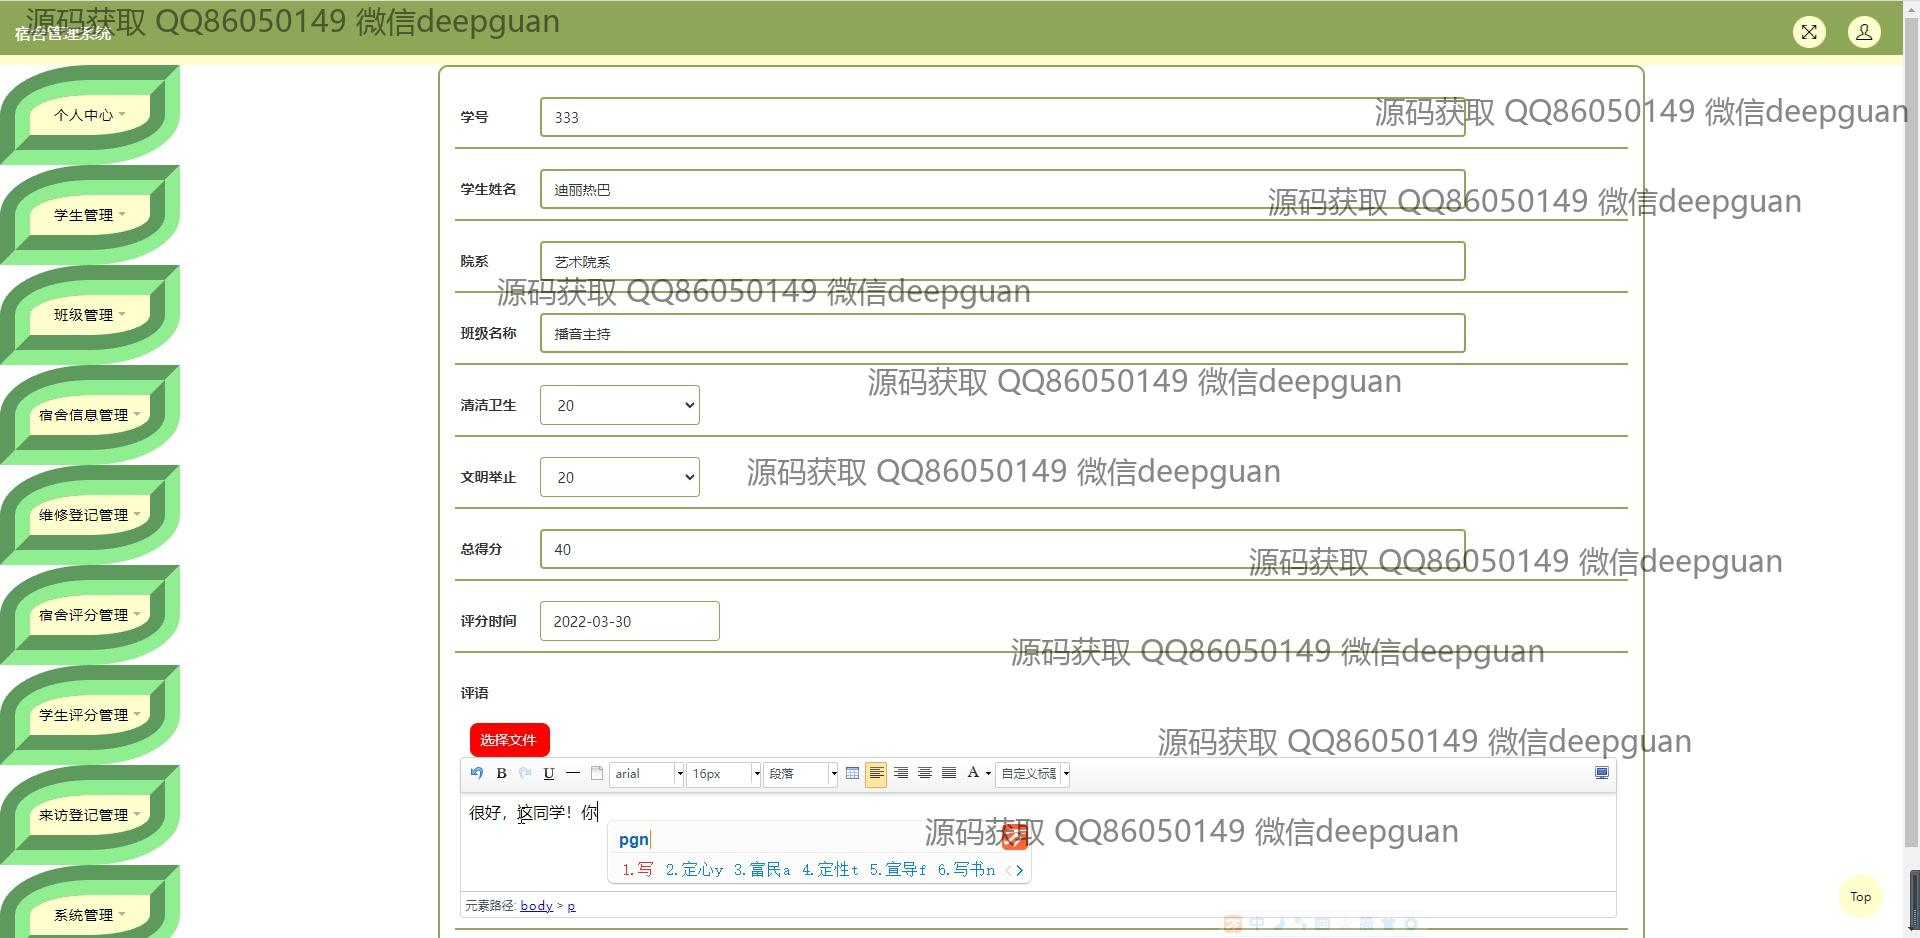 源码获取 QQ86050149 微信deepguan
宿舍管理系统
个人中心
学生管理
班级管理
宿舍信息管理
维修登记管理
宿舍评分管理
学生评分管理
来访登记管理
系统管理
学号 333
源码获取 QQ86050149 微信deepguan
学生姓名 迪丽热巴
源码获取 QQ86050149 微信deepguan
院系 艺术院系
源码获取 QQ86050149 微信deepguan
班级名称 播音主持
源码获取 QQ86050149 微信deepguan
清洁卫生 20
源码获取 QQ86050149 微信deepguan
文明举止 20
总得分 40
源码获取 QQ86050149 微信deepguan
评分时间 2022-03-30
源码获取 QQ86050149 微信deepguan
评语
选择文件
源码获取 QQ86050149 微信deepguan
B U arial 16px 段落 A 自定义标题
很好，这同学！你
pgn
源码获取 QQ86050149 微信deepguan
1.写 2.定心y 3.富民a 4.定性t 5.宣导f 6.写书n
元素路径: body > p
Top
中 简